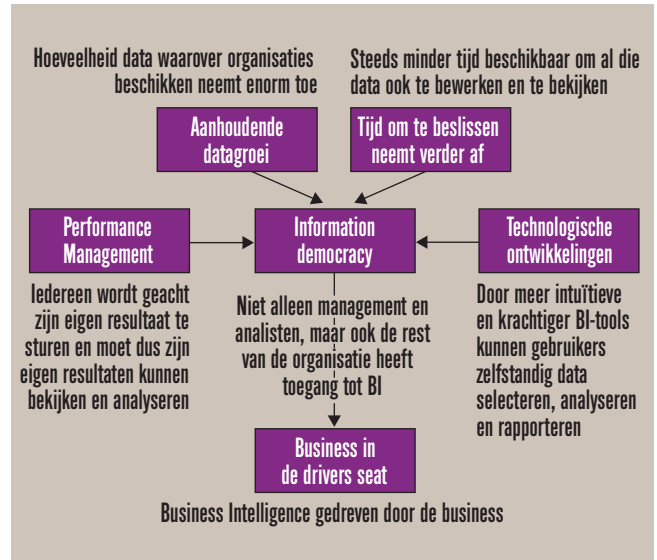 Hoeveelheid data waarover organisaties
beschikken neemt enorm toe
Steeds minder tijd beschikbaar om al die
data ook te bewerken en te bekijken
Aanhoudende
datagroei
Tijd om te beslissen
neemt verder af
Performance
Management
Information
democracy
Technologische
ontwikkelingen
Iedereen wordt geacht
zijn eigen resultaat te
sturen en moet dus zijn
eigen resultaten kunnen
bekijken en analyseren
Niet alleen management en
analisten, maar ook de rest
van de organisatie heeft
toegang tot BI
Door meer intuïtieve
en krachtiger BI-tools
kunnen gebruikers
zelfstandig data
selecteren, analyseren
en rapporteren
Business in
de drivers seat
Business Intelligence gedreven door de business